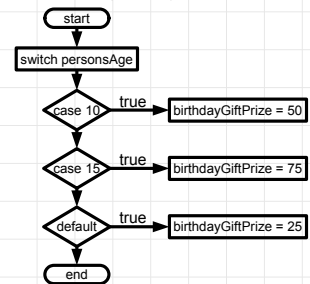 start
switch personsAge
case 10
true
birthdayGiftPrize = 50
case 15
true
birthdayGiftPrize = 75
default
true
birthdayGiftPrize = 25
end